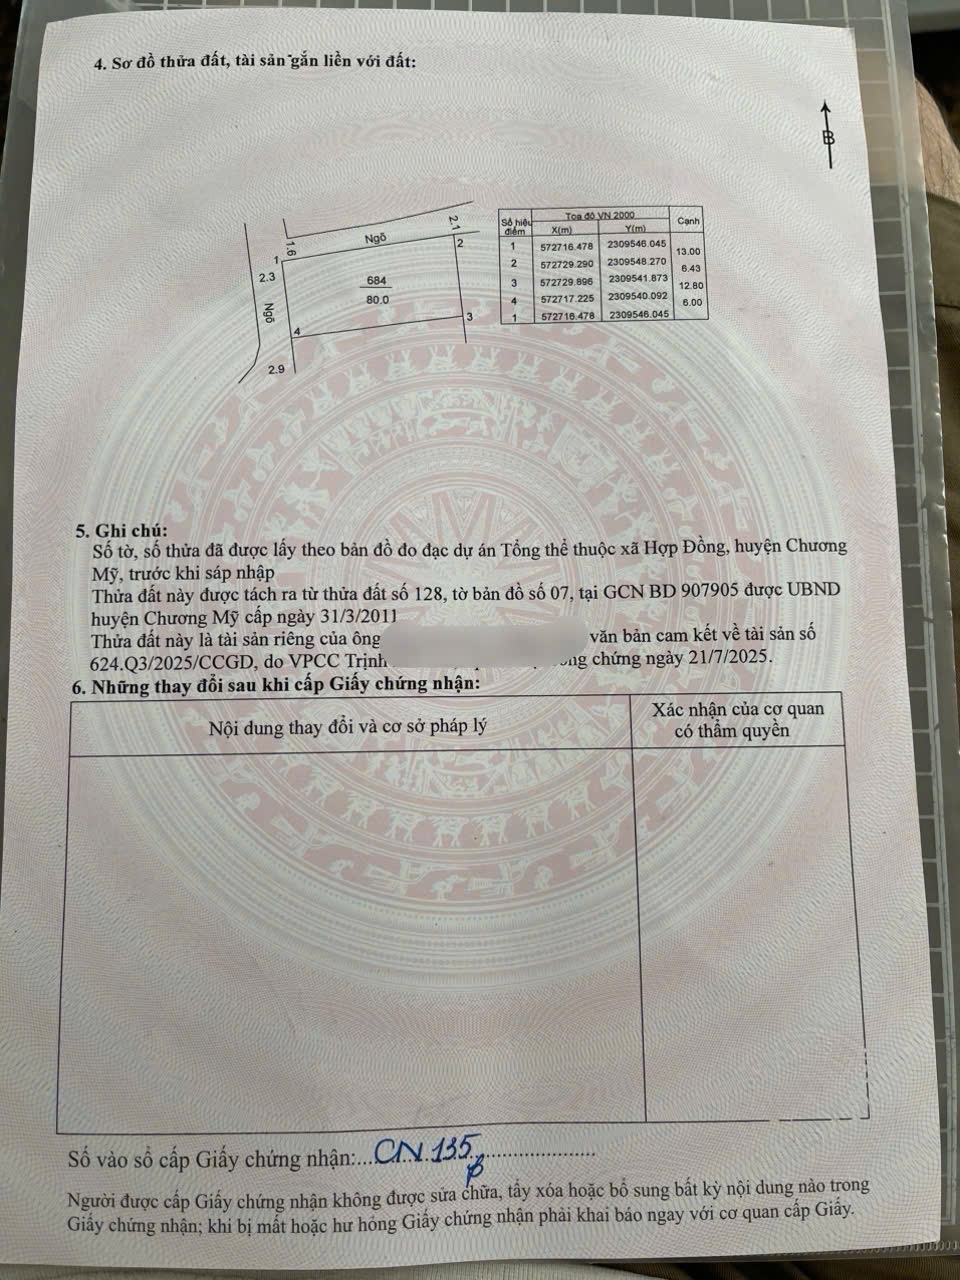 4. Sơ đồ thửa đất, tài sản gắn liền với đất:
B
Ngõ
1.6
2.1
1
2
2.3
684
80.0
Ngõ
4
3
2.9
Số hiệu điểm Toạ độ VN 2000 Cạnh
X(m) Y(m)
1 572716.478 2309546.045
13.00
2 572729.290 2309548.270
6.43
3 572729.896 2309541.873
12.80
4 572717.225 2309540.092
6.00
1 572716.478 2309546.045
5. Ghi chú:
Số tờ, số thửa đã được lấy theo bản đồ đo đạc dự án Tổng thể thuộc xã Hợp Đồng, huyện Chương
Mỹ, trước khi sáp nhập
Thửa đất này được tách ra từ thửa đất số 128, tờ bản đồ số 07, tại GCN BD 907905 được UBND
huyện Chương Mỹ cấp ngày 31/3/2011
Thửa đất này là tài sản riêng của ông văn bản cam kết về tài sản số
624.Q3/2025/CCGD, do VPCC Trịnh chứng ngày 21/7/2025.
6. Những thay đổi sau khi cấp Giấy chứng nhận:
Nội dung thay đổi và cơ sở pháp lý
Xác nhận của cơ quan
có thẩm quyền
Số vào sổ cấp Giấy chứng nhận:...CN.135
Người được cấp Giấy chứng nhận không được sửa chữa, tẩy xóa hoặc bổ sung bất kỳ nội dung nào trong
Giấy chứng nhận; khi bị mất hoặc hư hỏng Giấy chứng nhận phải khai báo ngay với cơ quan cấp Giấy.